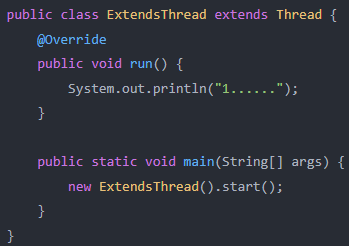 public class ExtendsThread extends Thread {
    @Override
    public void run() {
        System.out.println("1......");
    }

    public static void main(String[] args) {
        new ExtendsThread().start();
    }
}